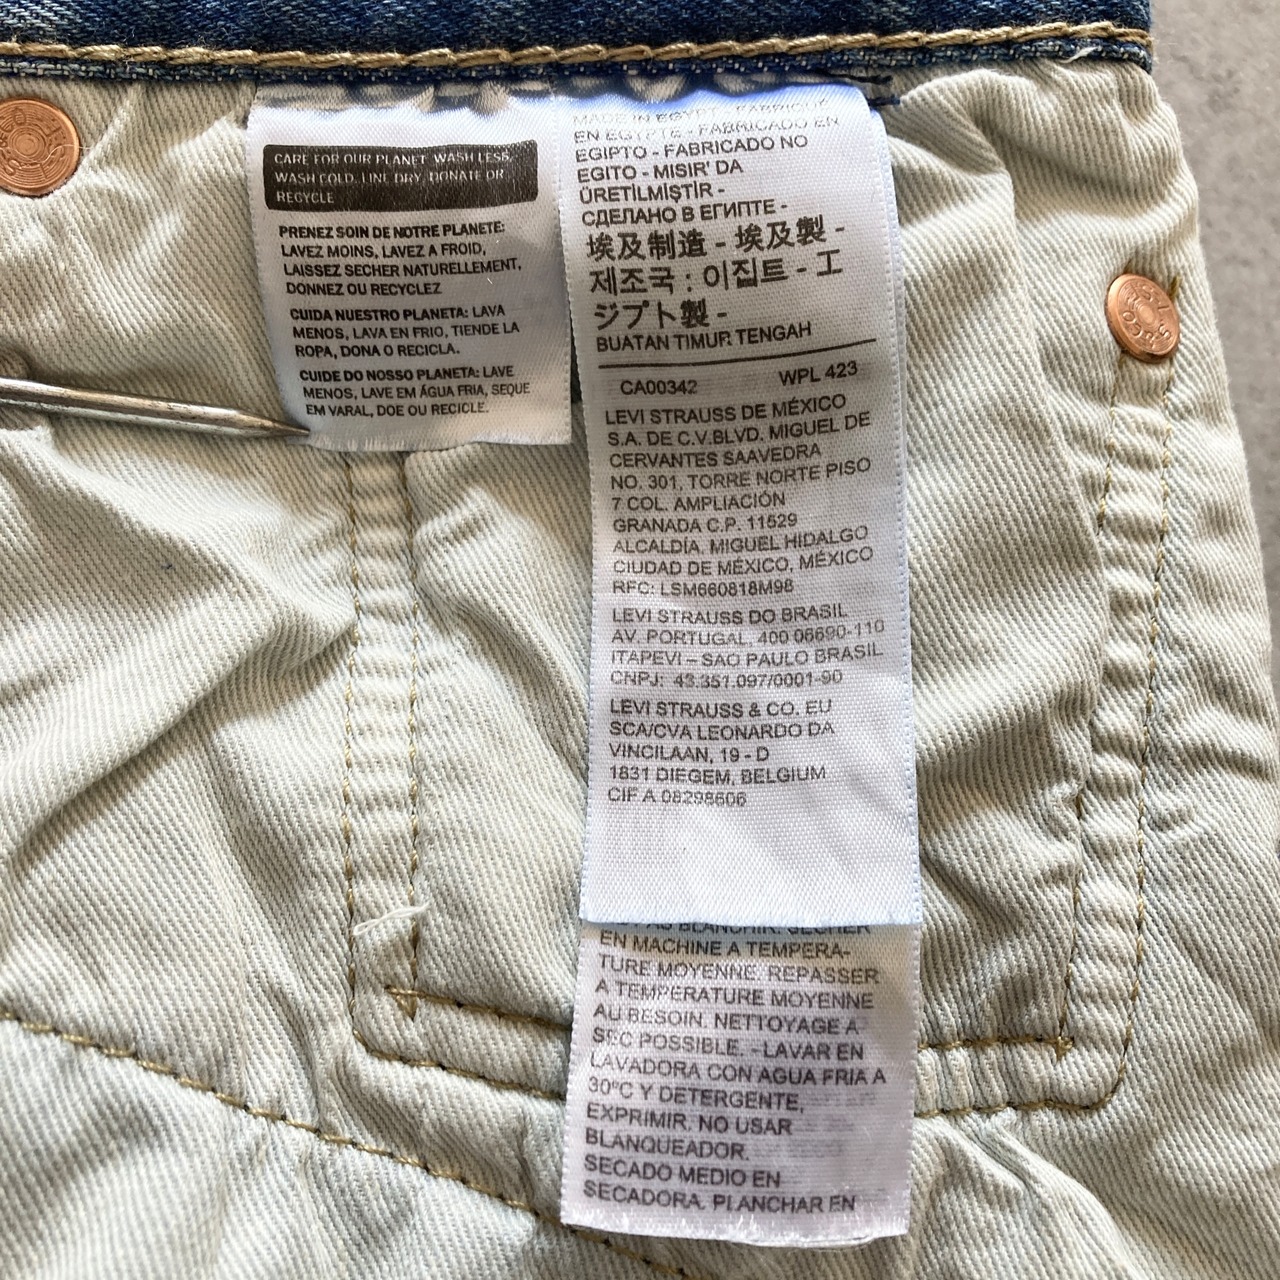 CARE FOR OUR PLANET: WASH LESS,
WASH COLD, LINE DRY, DONATE OR
RECYCLE
PRENEZ SOIN DE NOTRE PLANETE:
LAVEZ MOINS, LAVEZ A FROID,
LAISSEZ SECHER NATURELLEMENT,
DONNEZ OU RECYCLEZ
CUIDA NUESTRO PLANETA: LAVA
MENOS, LAVA EN FRIO, TIENDE LA
ROPA, DONA O RECICLA.
CUIDE DO NOSSO PLANETA: LAVE
MENOS, LAVE EM ÁGUA FRIA, SEQUE
EM VARAL, DOE OU RECICLE.
MADE IN EGYPT - FABRIQUÉ
EN EGYPTE - FABRICADO EN
EGIPTO - FABRICADO NO
EGITO - MISIR' DA
ÜRETİLMİŞTİR -
СДЕЛАНО В ЕГИПТЕ -
埃及制造 - 埃及製 -
제조국 : 이집트 - エ
ジプト製 -
BUATAN TIMUR TENGAH
CA00342 WPL 423
LEVI STRAUSS DE MÉXICO
S.A. DE C.V.BLVD. MIGUEL DE
CERVANTES SAAVEDRA
NO. 301, TORRE NORTE PISO
7 COL. AMPLIACIÓN
GRANADA C.P. 11529
ALCALDÍA. MIGUEL HIDALGO
CIUDAD DE MÉXICO, MÉXICO
RFC: LSM660818M98
LEVI STRAUSS DO BRASIL
AV. PORTUGAL, 400 06690-110
ITAPEVI – SAO PAULO BRASIL
CNPJ: 43.351.097/0001-90
LEVI STRAUSS & CO. EU
SCA/CVA LEONARDO DA
VINCILAAN, 19 - D
1831 DIEGEM, BELGIUM
CIF A 08298606
PAS BLANCHIR. SECHER
EN MACHINE A TEMPERA-
TURE MOYENNE. REPASSER
A TEMPERATURE MOYENNE
AU BESOIN. NETTOYAGE A
SEC POSSIBLE. -LAVAR EN
LAVADORA CON AGUA FRIA A
30°C Y DETERGENTE,
EXPRIMIR. NO USAR
BLANQUEADOR.
SECADO MEDIO EN
SECADORA. PLANCHAR EN